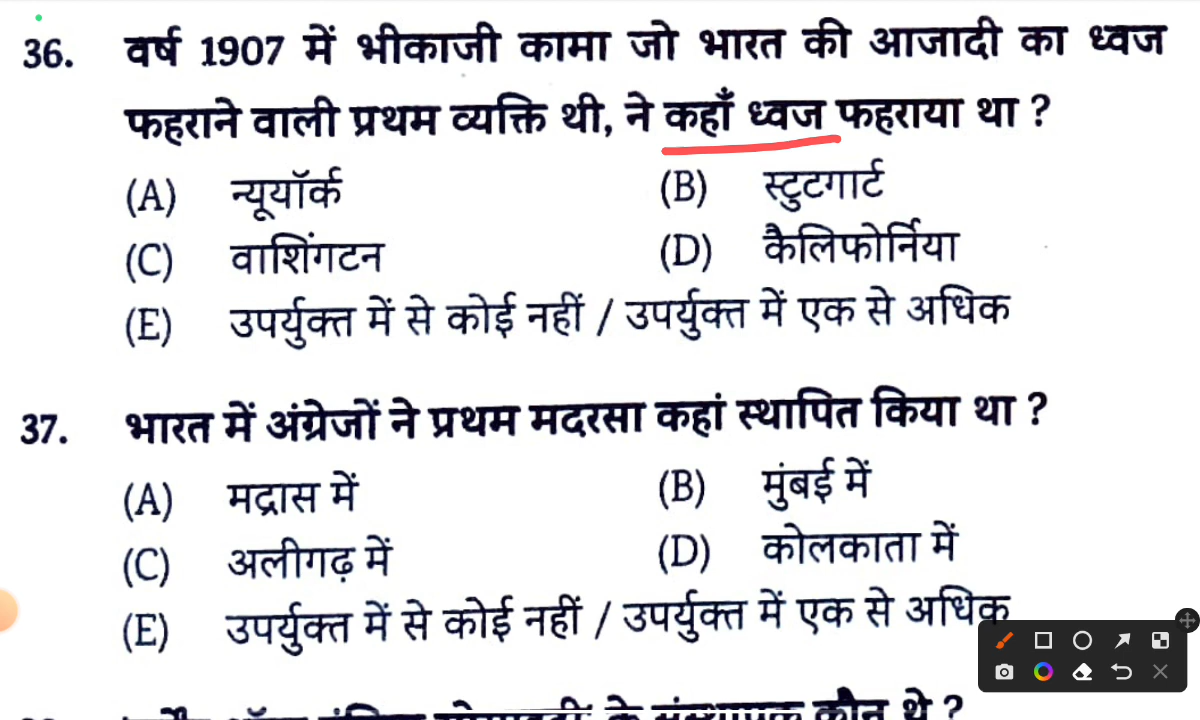 36. वर्ष 1907 में भीकाजी कामा जो भारत की आजादी का ध्वज
फहराने वाली प्रथम व्यक्ति थी, ने कहाँ ध्वज फहराया था ?
(A) न्यूयॉर्क (B) स्टुटगार्ट
(C) वाशिंगटन (D) कैलिफोर्निया
(E) उपर्युक्त में से कोई नहीं / उपर्युक्त में एक से अधिक
37. भारत में अंग्रेजों ने प्रथम मदरसा कहां स्थापित किया था ?
(A) मद्रास में (B) मुंबई में
(C) अलीगढ़ में (D) कोलकाता में
(E) उपर्युक्त में से कोई नहीं / उपर्युक्त में एक से अधिक
के संस्थापक कौन थे ?